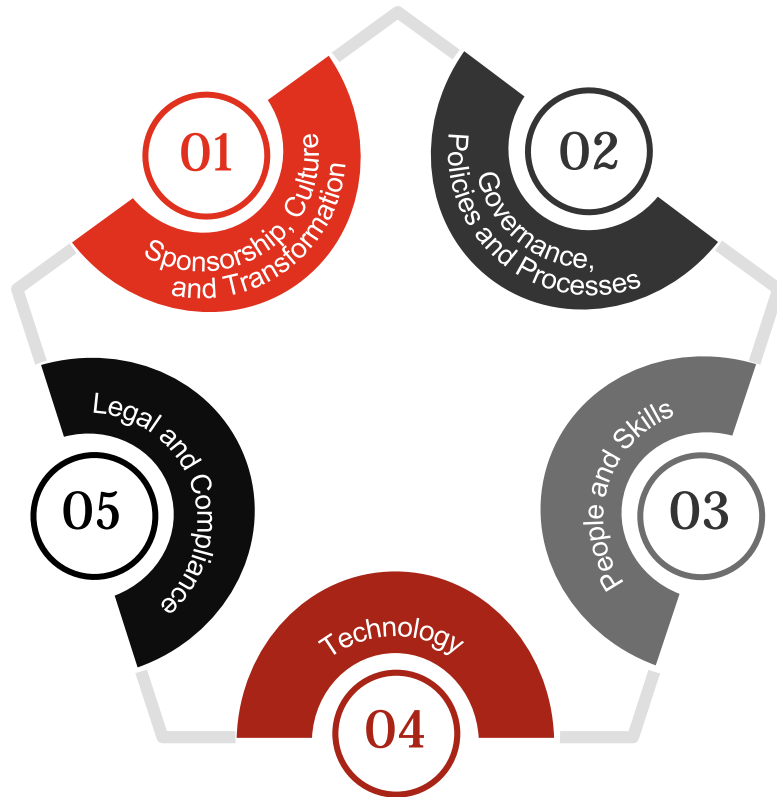 01
Sponsorship, Culture
and Transformation
02
Governance,
Policies and Processes
03
People and Skills
04
Technology
05
Legal and Compliance